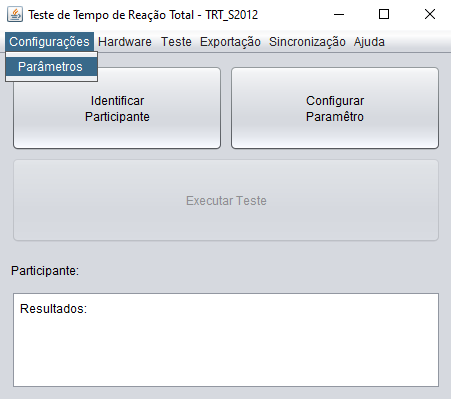 Teste de Tempo de Reação Total - TRT_S2012
Configurações Hardware Teste Exportação Sincronização Ajuda
Parâmetros
Identificar
Participante
Configurar
Paramêtro
Executar Teste
Participante:
Resultados: